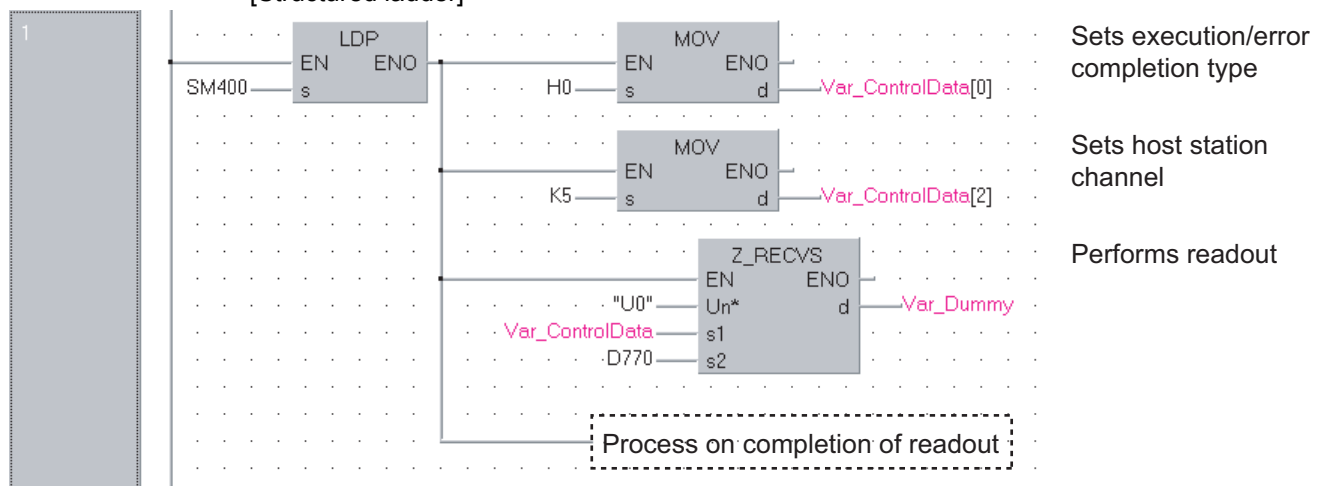 [Structured ladder]
1
LDP
EN ENO
SM400 s
MOV
EN ENO
H0 s d Var_ControlData[0]
Sets execution/error
completion type
MOV
EN ENO
K5 s d Var_ControlData[2]
Sets host station
channel
Z_RECVS
EN ENO
"U0" Un* d Var_Dummy
Var_ControlData s1
D770 s2
Performs readout
Process on completion of readout